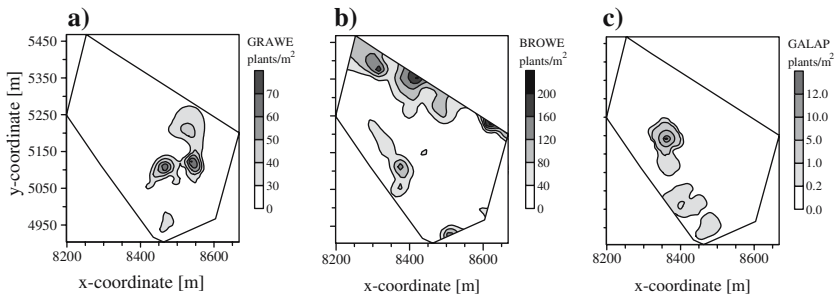 a)
GRAWE
plants/m²
70
60
50
40
30
0
5450
5350
5250
5150
5050
4950
y-coordinate [m]
8200
8400
8600
x-coordinate [m]
b)
BROWE
plants/m²
200
160
120
80
40
0
8200
8400
8600
x-coordinate [m]
c)
GALAP
plants/m²
12.0
10.0
5.0
1.0
0.2
0.0
8200
8400
8600
x-coordinate [m]